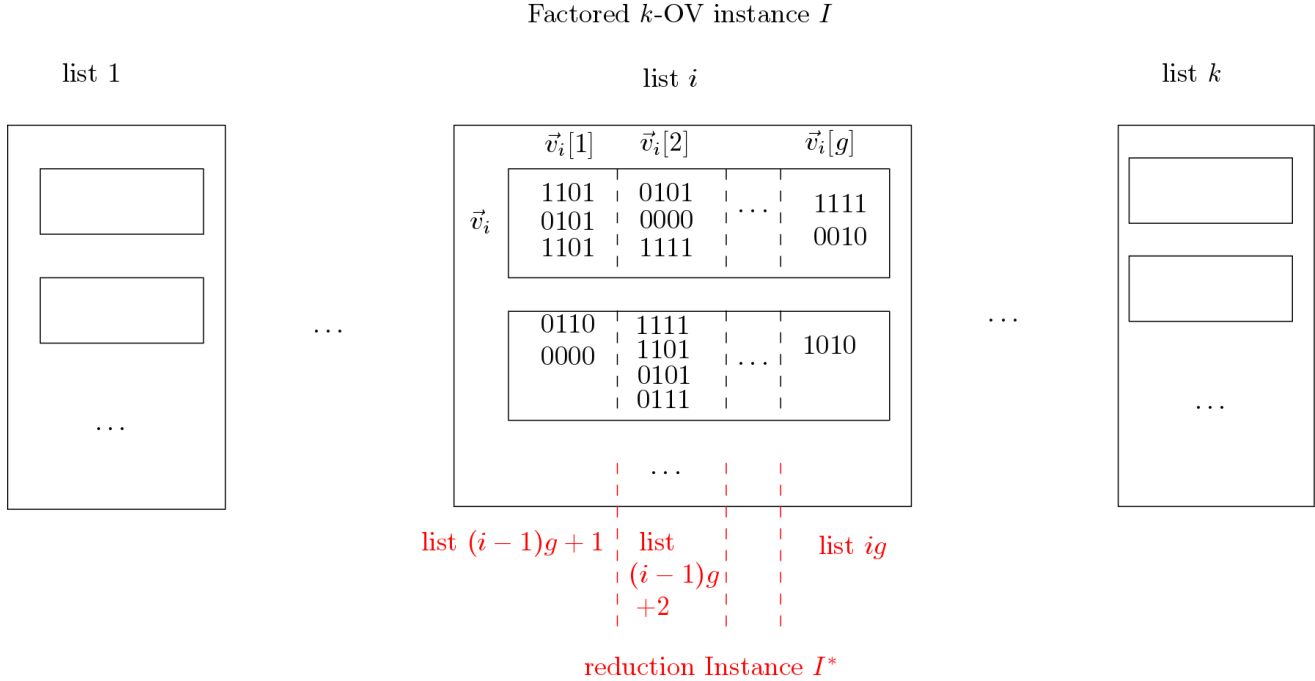 Factored k-OV instance I
list 1
list i
list k
v⃗_i[1] v⃗_i[2] v⃗_i[g]
v⃗_i
1101 0101 ... 1111
0101 0000 0010
1101 1111
0110 1111 ... 1010
0000 1101
0101
0111
...
...
...
...
...
list (i − 1)g + 1
list
(i − 1)g
+2
list ig
reduction Instance I*